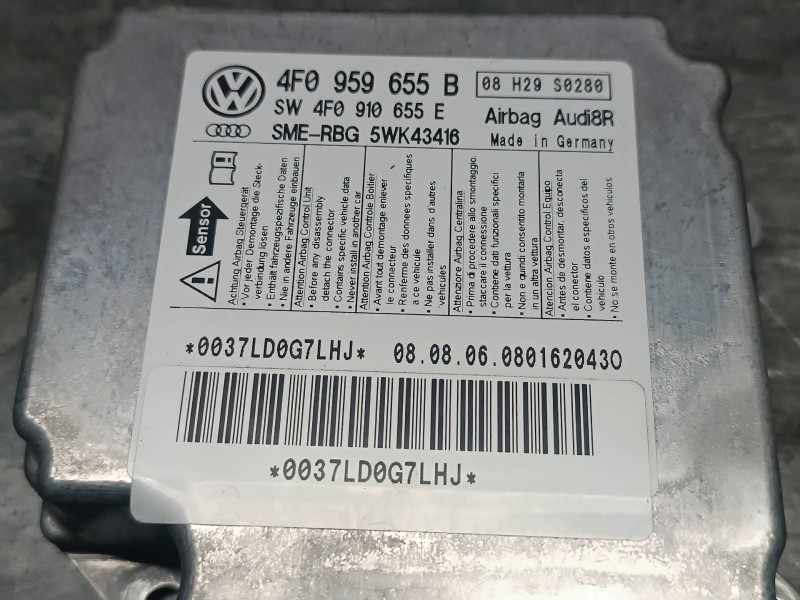 4F0 959 655 B
08 H29 S0280
SW 4F0 910 655 E
Airbag Audi8R
SME-RBG 5WK43416
Made in Germany
Sensor
Achtung Airbag Steuergerät
• Vor jeder Demontage die Steck-
verbindung lösen
• Enthält fahrzeugspezifische Daten
• Nie in andere Fahrzeuge einbauen
Attention Airbag Control Unit
• Before any disassembly
detach the connector
• Contains specific vehicle data
• Never install in another car
Attention Airbag Controle Boitier
• Avant tout demontage enlever
le connecteur
• Renferme des donnees specifiques
a ce vehicule
• Ne pas installer dans d'autres
vehicules
Attenziore Airbag Centralina
• Prima di procedere allo smontaggio,
staccare il connessione
• Contiene dati funzionali specifici
per la vettura
• Non e quindi consentito montarla
in un altra vettura
Atencion Airbag Control Equipo
• Antes de desmontar, desconecta
el conector
• Contiene datos especificos del
vehiculo
• No se monte en otros vehiculos
*0037LD0G7LHJ*
08.08.06.0801620430
*0037LD0G7LHJ*